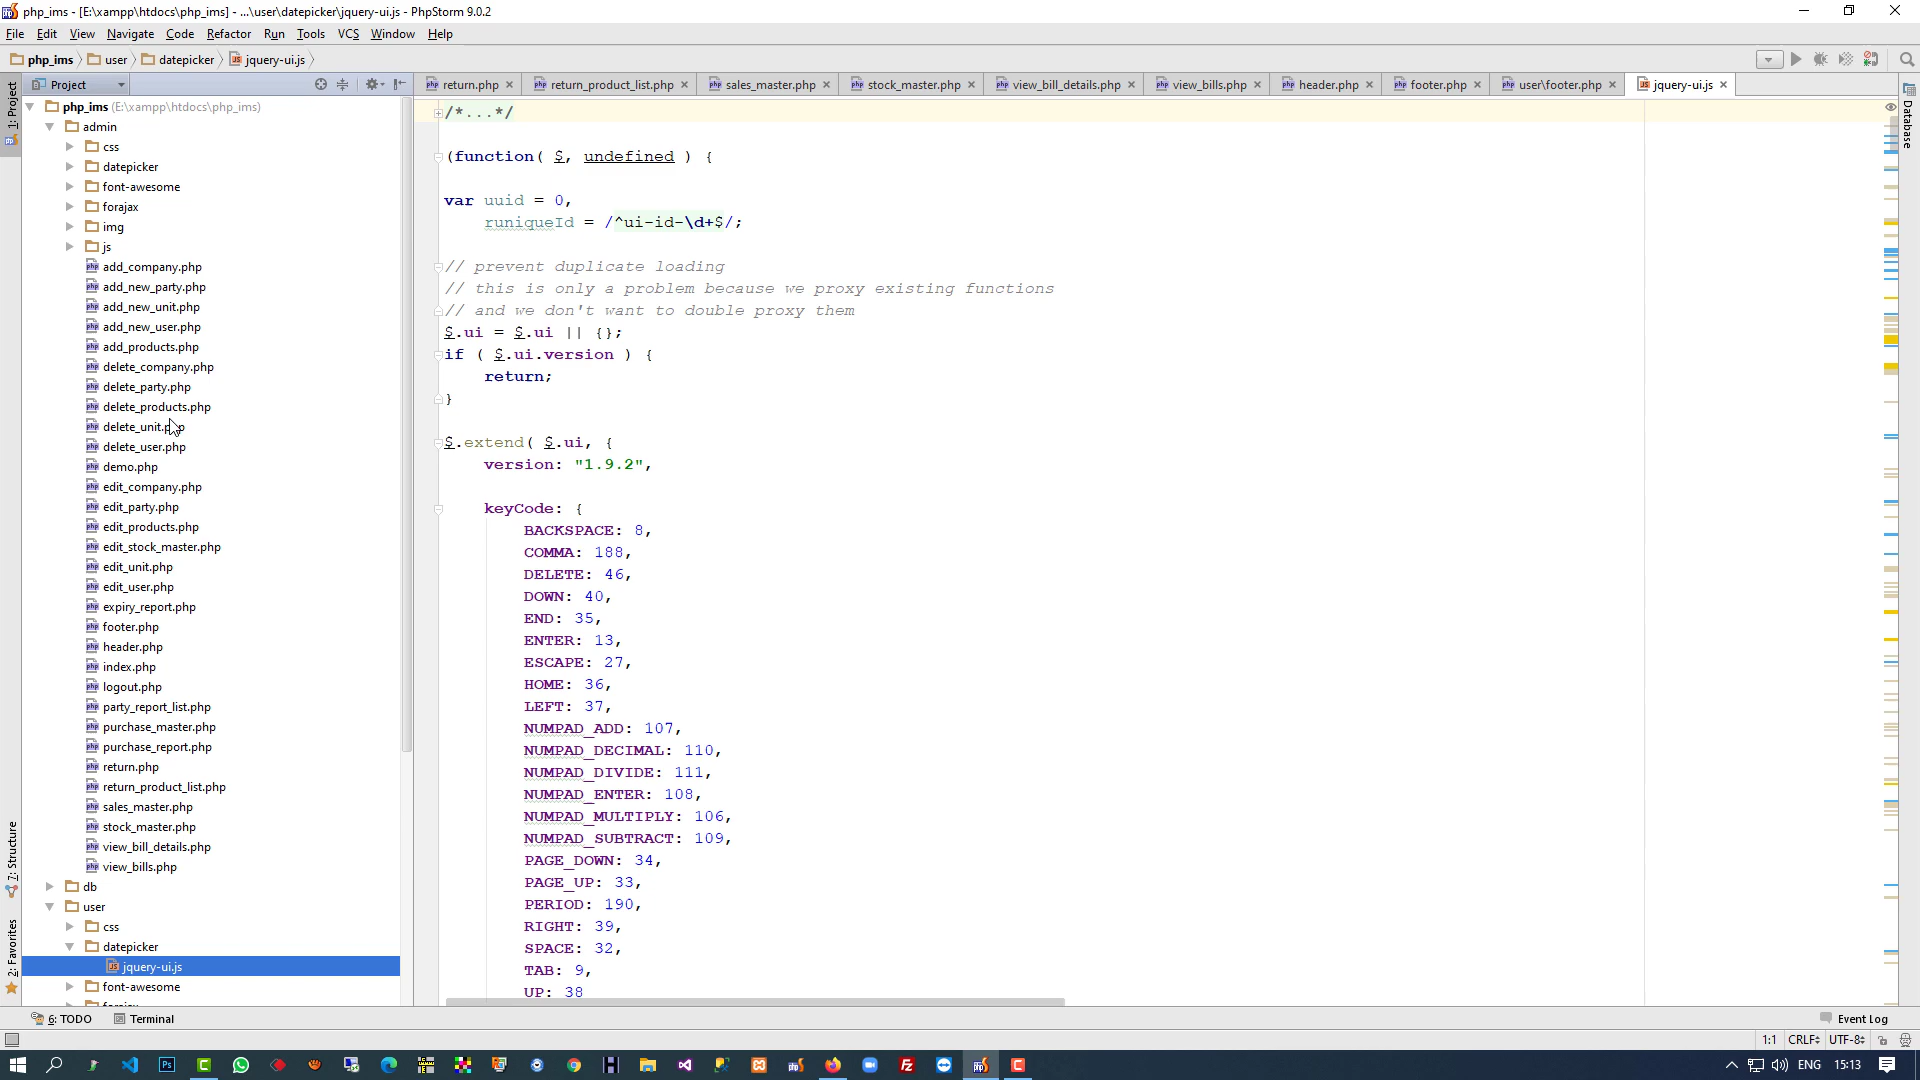 php_ims - [E:\xampp\htdocs\php_ims] - ...\user\datepicker\jquery-ui.js - PhpStorm 9.0.2
File Edit View Navigate Code Refactor Run Tools VCS Window Help
php_ims user datepicker jquery-ui.js
Project
return.php return_product_list.php sales_master.php stock_master.php view_bill_details.php view_bills.php header.php footer.php user\footer.php jquery-ui.js
1: Project
7: Structure
2: Favorites
Database
php_ims (E:\xampp\htdocs\php_ims)
admin
css
datepicker
font-awesome
forajax
img
js
add_company.php
add_new_party.php
add_new_unit.php
add_new_user.php
add_products.php
delete_company.php
delete_party.php
delete_products.php
delete_unit.php
delete_user.php
demo.php
edit_company.php
edit_party.php
edit_products.php
edit_stock_master.php
edit_unit.php
edit_user.php
expiry_report.php
footer.php
header.php
index.php
logout.php
party_report_list.php
purchase_master.php
purchase_report.php
return.php
return_product_list.php
sales_master.php
stock_master.php
view_bill_details.php
view_bills.php
db
user
css
datepicker
jquery-ui.js
font-awesome
/*...*/
(function( $, undefined ) {
var uuid = 0,
runiqueId = /^ui-id-\d+$/;
// prevent duplicate loading
// this is only a problem because we proxy existing functions
// and we don't want to double proxy them
$.ui = $.ui || {};
if ( $.ui.version ) {
return;
}
$.extend( $.ui, {
version: "1.9.2",
keyCode: {
BACKSPACE: 8,
COMMA: 188,
DELETE: 46,
DOWN: 40,
END: 35,
ENTER: 13,
ESCAPE: 27,
HOME: 36,
LEFT: 37,
NUMPAD_ADD: 107,
NUMPAD_DECIMAL: 110,
NUMPAD_DIVIDE: 111,
NUMPAD_ENTER: 108,
NUMPAD_MULTIPLY: 106,
NUMPAD_SUBTRACT: 109,
PAGE_DOWN: 34,
PAGE_UP: 33,
PERIOD: 190,
RIGHT: 39,
SPACE: 32,
TAB: 9,
UP: 38
6: TODO Terminal Event Log
1:1 CRLF UTF-8
ENG 15:13